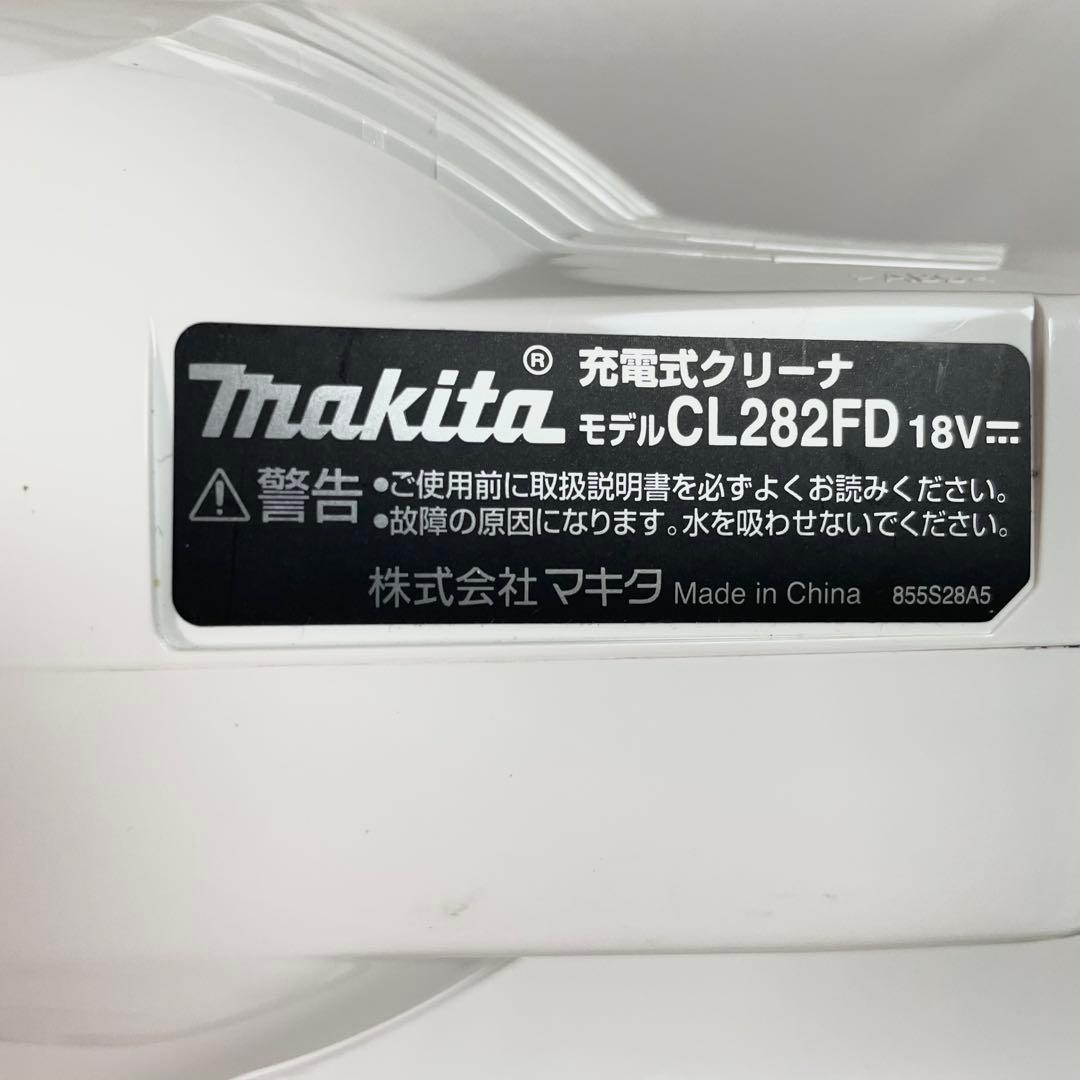 makita® 充電式クリーナ
モデルCL282FD 18V⎓
⚠警告 •ご使用前に取扱説明書を必ずよくお読みください。
•故障の原因になります。水を吸わせないでください。
株式会社 マキタ Made in China 855S28A5